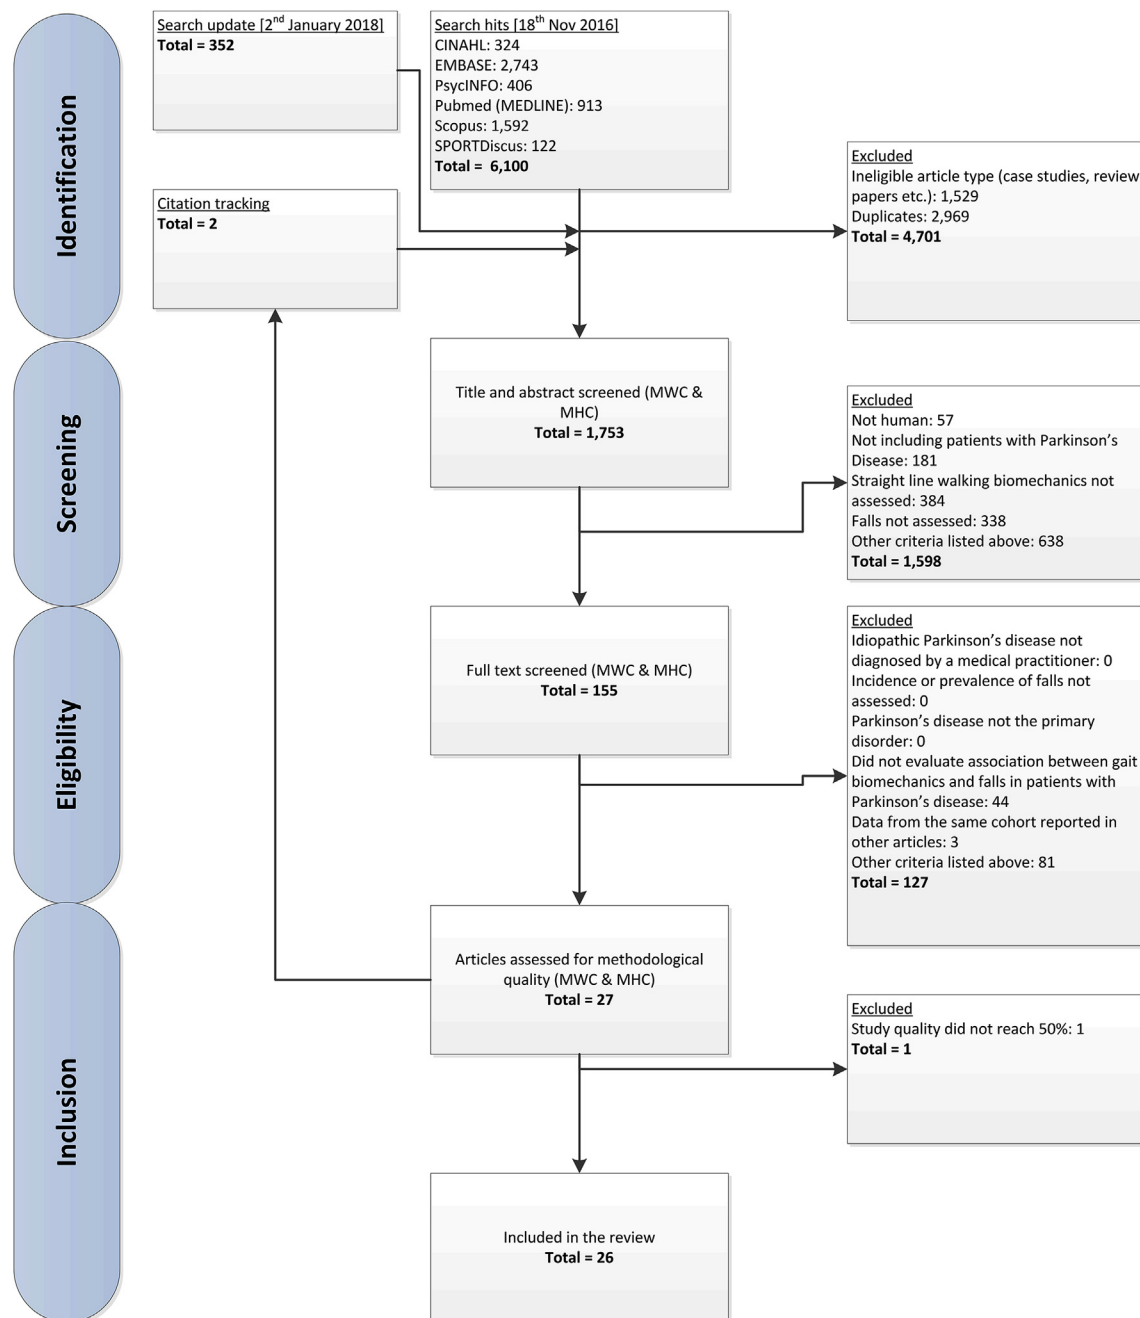 Identification
Search update [2nd January 2018]
Total = 352
Search hits [18th Nov 2016]
CINAHL: 324
EMBASE: 2,743
PsycINFO: 406
Pubmed (MEDLINE): 913
Scopus: 1,592
SPORTDiscus: 122
Total = 6,100
Citation tracking
Total = 2
Excluded
Ineligible article type (case studies, review
papers etc.): 1,529
Duplicates: 2,969
Total = 4,701
Screening
Title and abstract screened (MWC &
MHC)
Total = 1,753
Excluded
Not human: 57
Not including patients with Parkinson's
Disease: 181
Straight line walking biomechanics not
assessed: 384
Falls not assessed: 338
Other criteria listed above: 638
Total = 1,598
Eligibility
Full text screened (MWC & MHC)
Total = 155
Excluded
Idiopathic Parkinson's disease not
diagnosed by a medical practitioner: 0
Incidence or prevalence of falls not
assessed: 0
Parkinson's disease not the primary
disorder: 0
Did not evaluate association between gait
biomechanics and falls in patients with
Parkinson's disease: 44
Data from the same cohort reported in
other articles: 3
Other criteria listed above: 81
Total = 127
Inclusion
Articles assessed for methodological
quality (MWC & MHC)
Total = 27
Excluded
Study quality did not reach 50%: 1
Total = 1
Included in the review
Total = 26